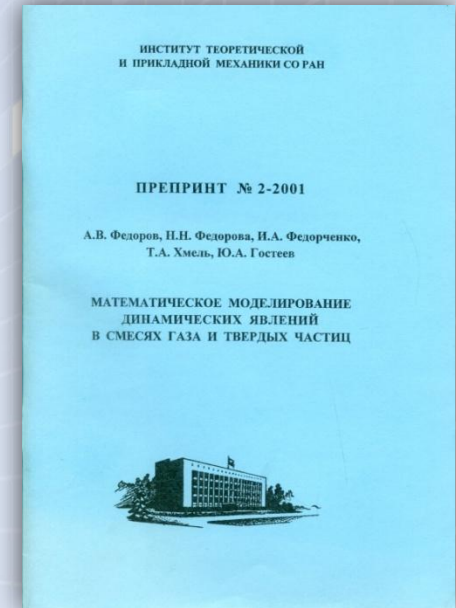 ИНСТИТУТ ТЕОРЕТИЧЕСКОЙ
И ПРИКЛАДНОЙ МЕХАНИКИ СО РАН
ПРЕПРИНТ № 2-2001
А.В. Федоров, Н.Н. Федорова, И.А. Федорченко,
Т.А. Хмель, Ю.А. Гостеев
МАТЕМАТИЧЕСКОЕ МОДЕЛИРОВАНИЕ
ДИНАМИЧЕСКИХ ЯВЛЕНИЙ
В СМЕСЯХ ГАЗА И ТВЕРДЫХ ЧАСТИЦ